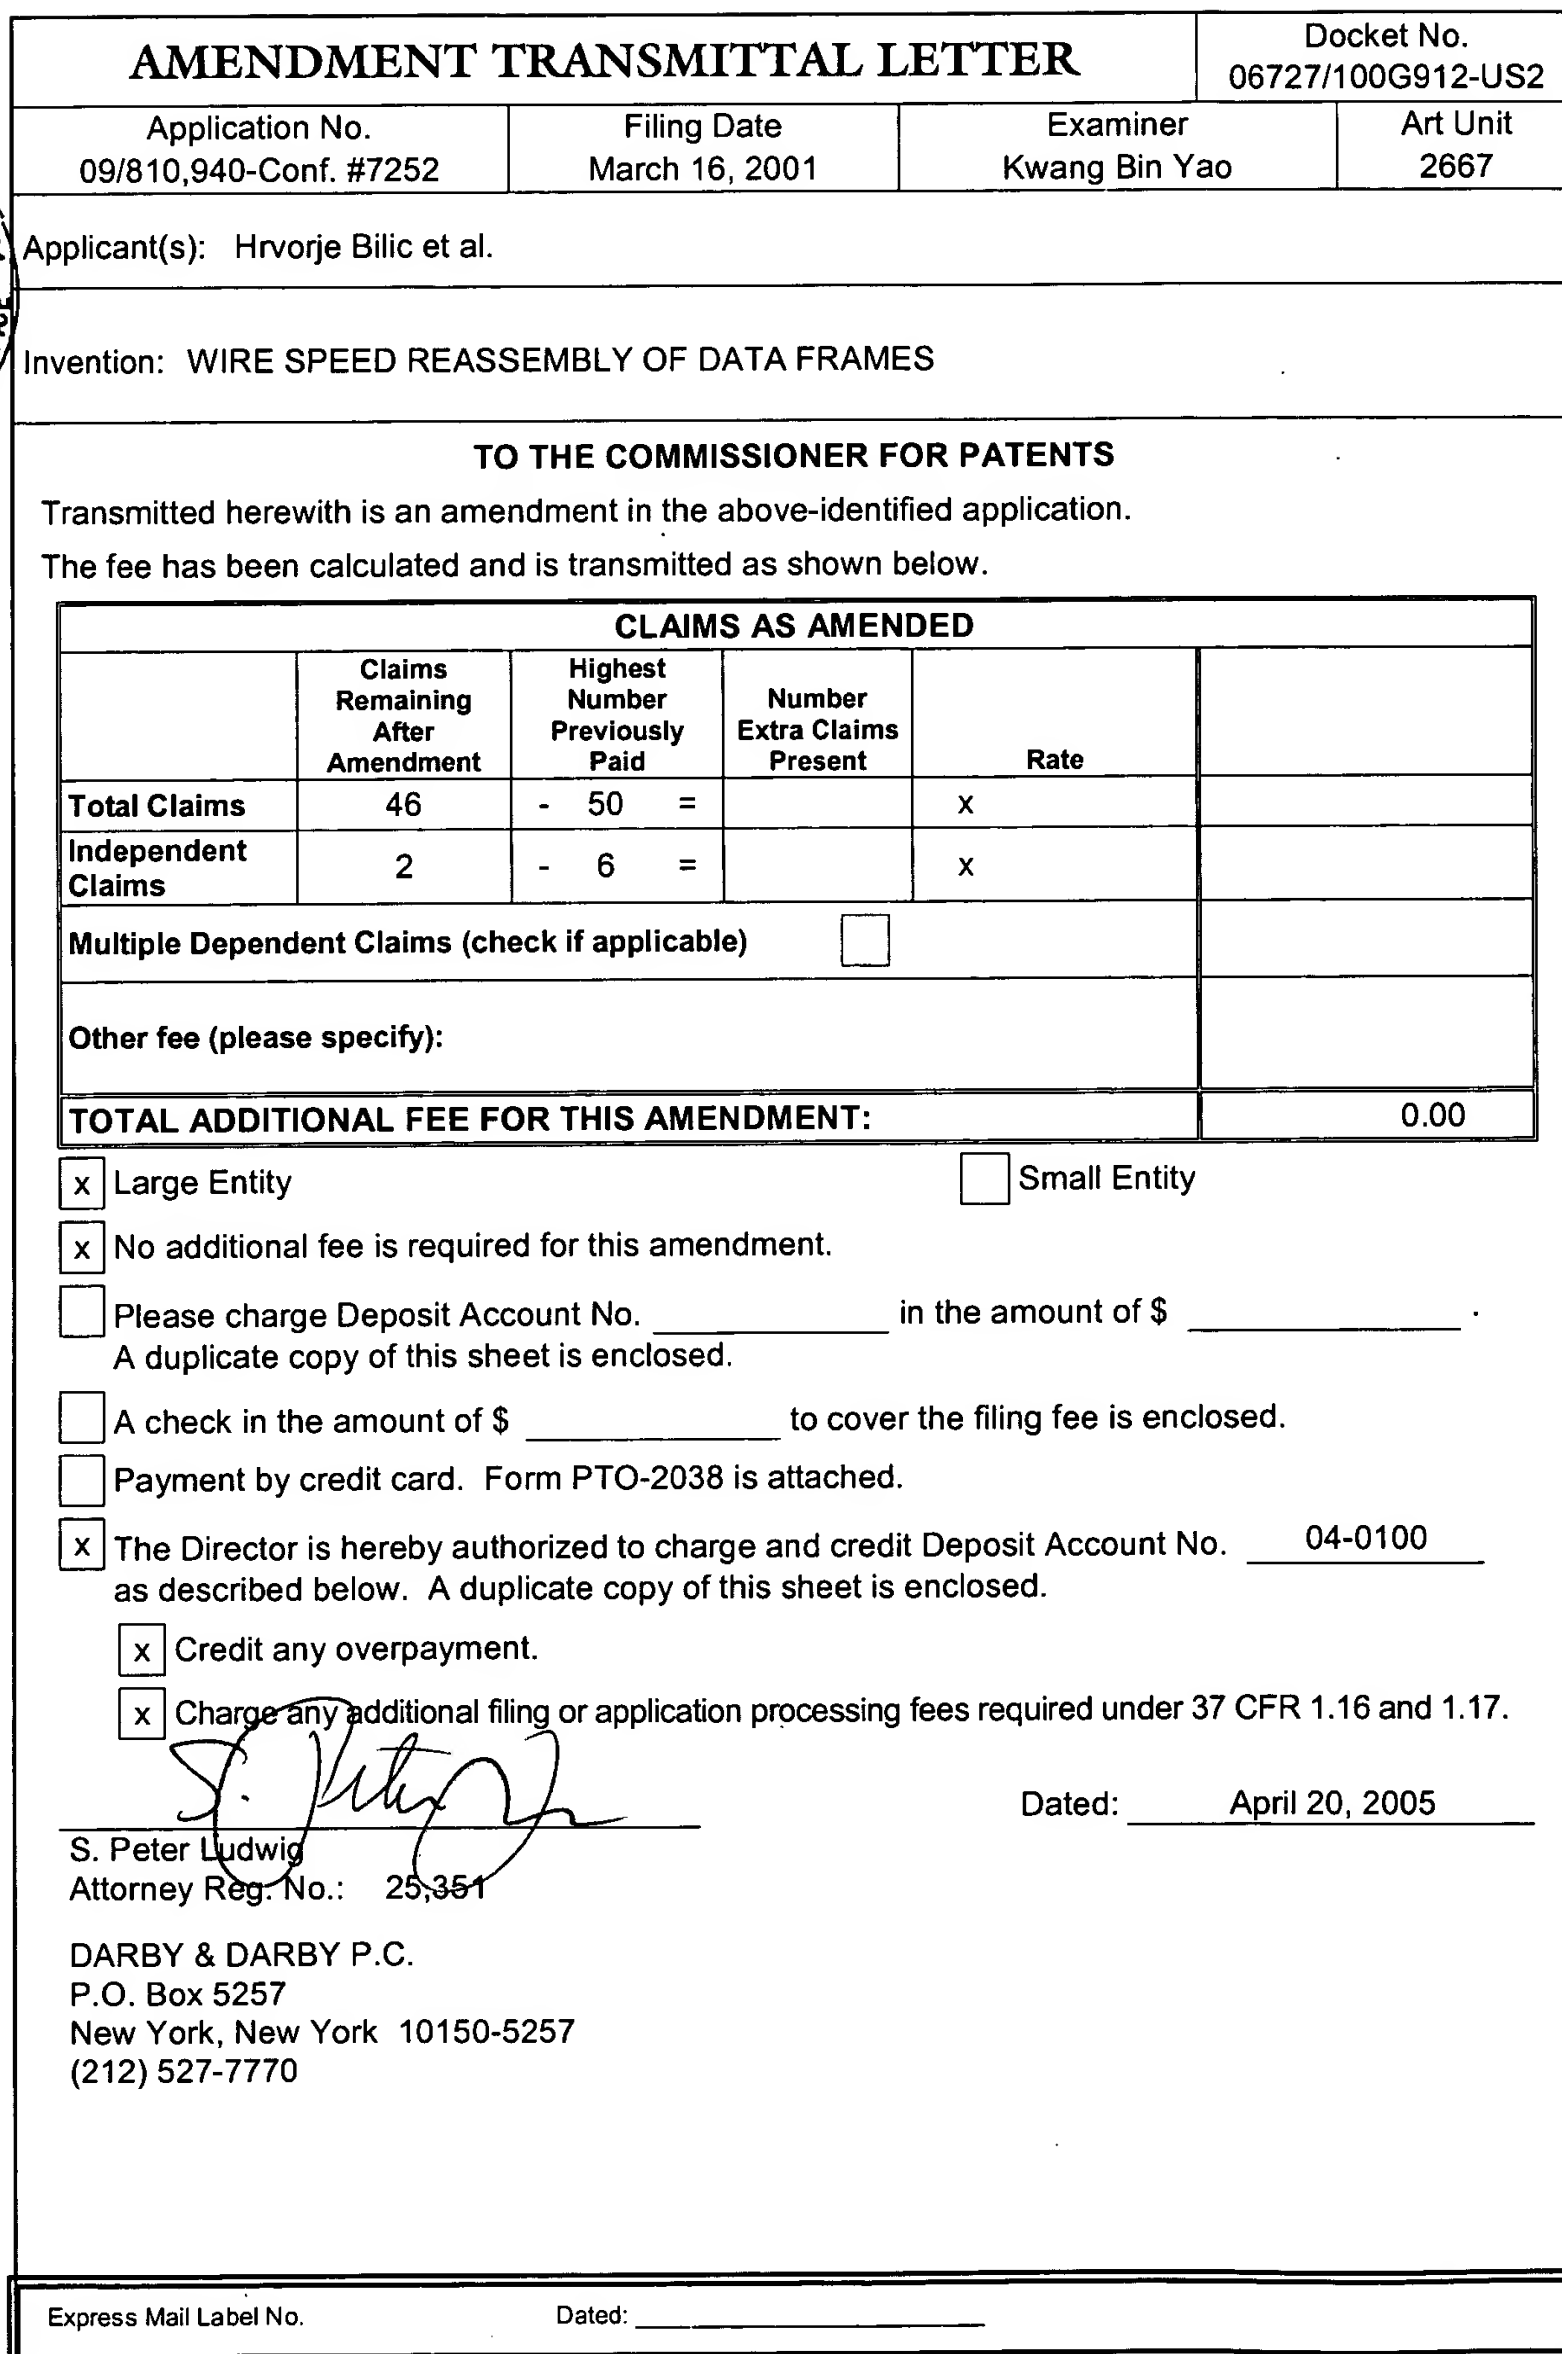 AMENDMENT TRANSMITTAL LETTER
Docket No.
06727/100G912-US2
Application No.
09/810,940-Conf. #7252
Filing Date
March 16, 2001
Examiner
Kwang Bin Yao
Art Unit
2667
Applicant(s): Hrvorje Bilic et al.
Invention: WIRE SPEED REASSEMBLY OF DATA FRAMES
TO THE COMMISSIONER FOR PATENTS
Transmitted herewith is an amendment in the above-identified application.
The fee has been calculated and is transmitted as shown below.
CLAIMS AS AMENDED
Claims
Remaining
After
Amendment
Highest
Number
Previously
Paid
Number
Extra Claims
Present
Rate
Total Claims 46 - 50 = x
Independent
Claims
2 - 6 = x
Multiple Dependent Claims (check if applicable)
Other fee (please specify):
TOTAL ADDITIONAL FEE FOR THIS AMENDMENT: 0.00
x Large Entity
Small Entity
x No additional fee is required for this amendment.
Please charge Deposit Account No. in the amount of $ .
A duplicate copy of this sheet is enclosed.
A check in the amount of $ to cover the filing fee is enclosed.
Payment by credit card. Form PTO-2038 is attached.
x The Director is hereby authorized to charge and credit Deposit Account No. 04-0100
as described below. A duplicate copy of this sheet is enclosed.
x Credit any overpayment.
x Charge any additional filing or application processing fees required under 37 CFR 1.16 and 1.17.
Dated: April 20, 2005
S. Peter Ludwig
Attorney Reg. No.: 25,351
DARBY & DARBY P.C.
P.O. Box 5257
New York, New York 10150-5257
(212) 527-7770
Express Mail Label No. Dated: